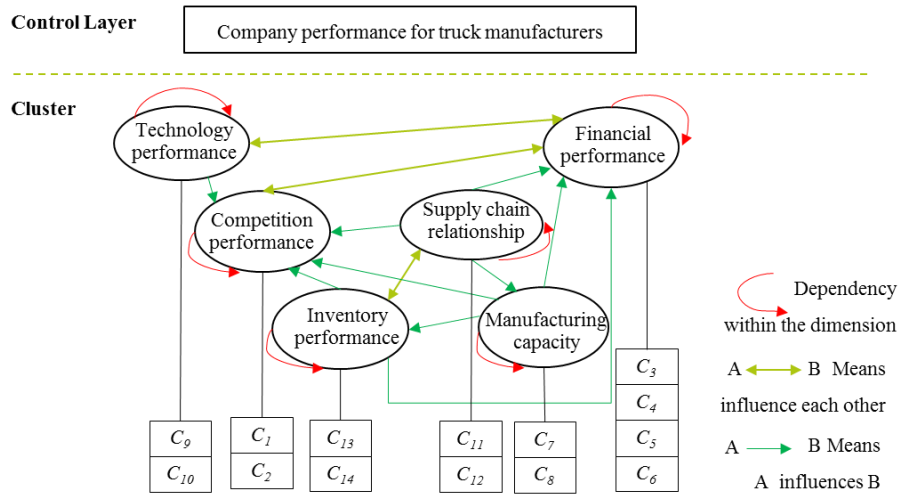 Control Layer
Company performance for truck manufacturers
Cluster
Technology
performance
Financial
performance
Competition
performance
Supply chain
relationship
Inventory
performance
Manufacturing
capacity
C9
C10
C1
C2
C13
C14
C11
C12
C7
C8
C3
C4
C5
C6
Dependency
within the dimension
A B Means
influence each other
A B Means
A influences B